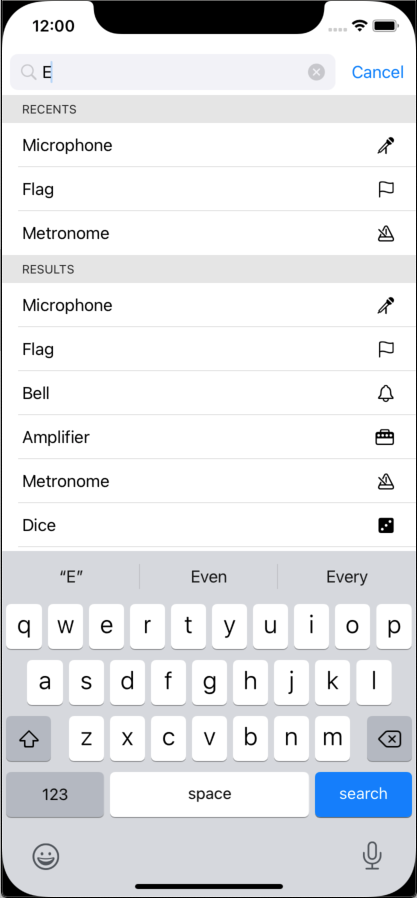 12:00
E
Cancel
RECENTS
Microphone
Flag
Metronome
RESULTS
Microphone
Flag
Bell
Amplifier
Metronome
Dice
“E” Even Every
q w e r t y u i o p
a s d f g h j k l
z x c v b n m
123 space search